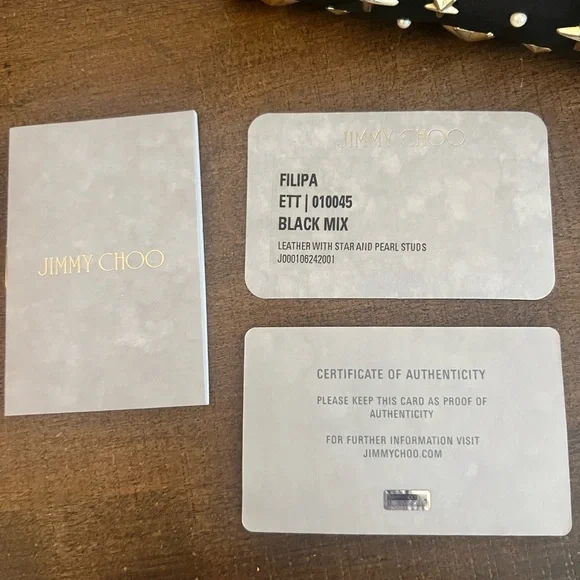 JIMMY CHOO
JIMMY CHOO
FILIPA
ETT | 010045
BLACK MIX
LEATHER WITH STAR AND PEARL STUDS
J000106242001
CERTIFICATE OF AUTHENTICITY
PLEASE KEEP THIS CARD AS PROOF OF
AUTHENTICITY
FOR FURTHER INFORMATION VISIT
JIMMYCHOO.COM